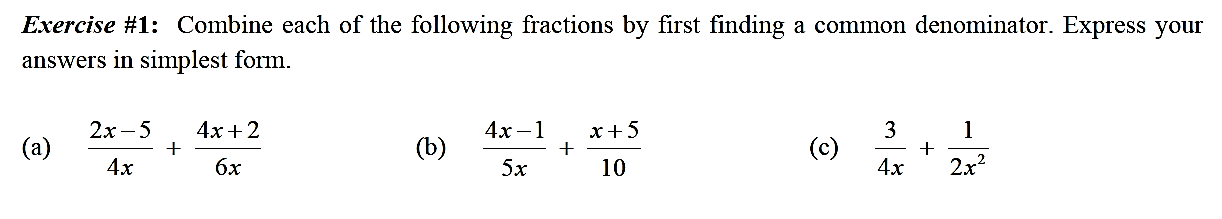 Exercise #1: Combine each of the following fractions by first finding a common denominator. Express your
answers in simplest form.
(a) (2x−5)/(4x) + (4x+2)/(6x) (b) (4x−1)/(5x) + (x+5)/10 (c) 3/(4x) + 1/(2x²)